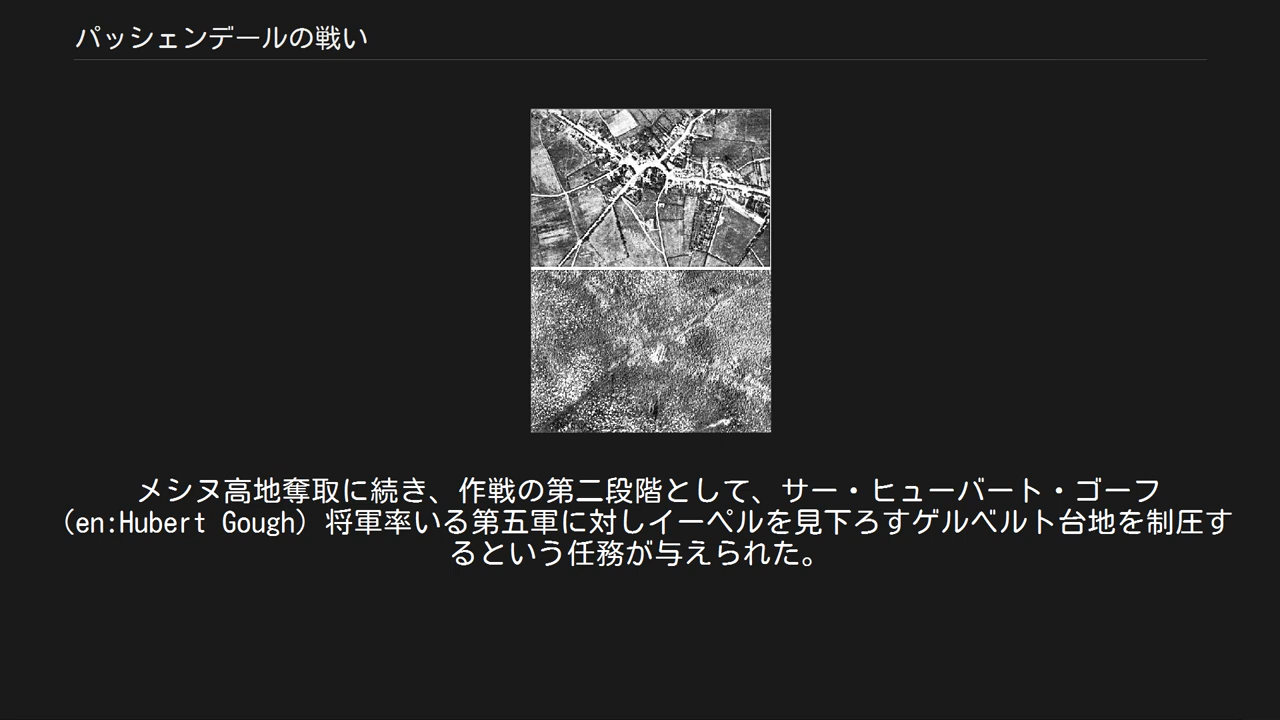 パッシェンデールの戦い
メシヌ高地奪取に続き、作戦の第二段階として、サー・ヒューバート・ゴーフ
（en:Hubert Gough）将軍率いる第五軍に対しイーペルを見下ろすゲルベルト台地を制圧す
るという任務が与えられた。